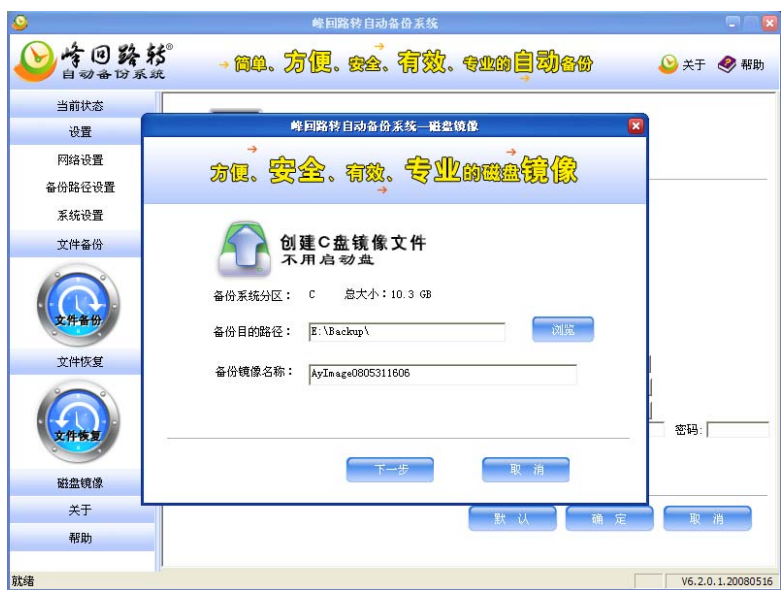 峰回路转自动备份系统
峰回路转®
自动备份系统
简单、方便、安全、有效、专业的自动备份
关于
帮助
当前状态
设置
网络设置
备份路径设置
系统设置
文件备份
文件备份
文件恢复
文件恢复
磁盘镜像
关于
帮助
峰回路转自动备份系统—磁盘镜像
方便、安全、有效、专业的磁盘镜像
创建C盘镜像文件
不用启动盘
备份系统分区： C 总大小：10.3 GB
备份目的路径： E:\Backup\ 浏览
备份镜像名称： AyImage0805311606
下一步 取 消
密码:
默 认 确 定 取 消
就绪 V6.2.0.1.20080516